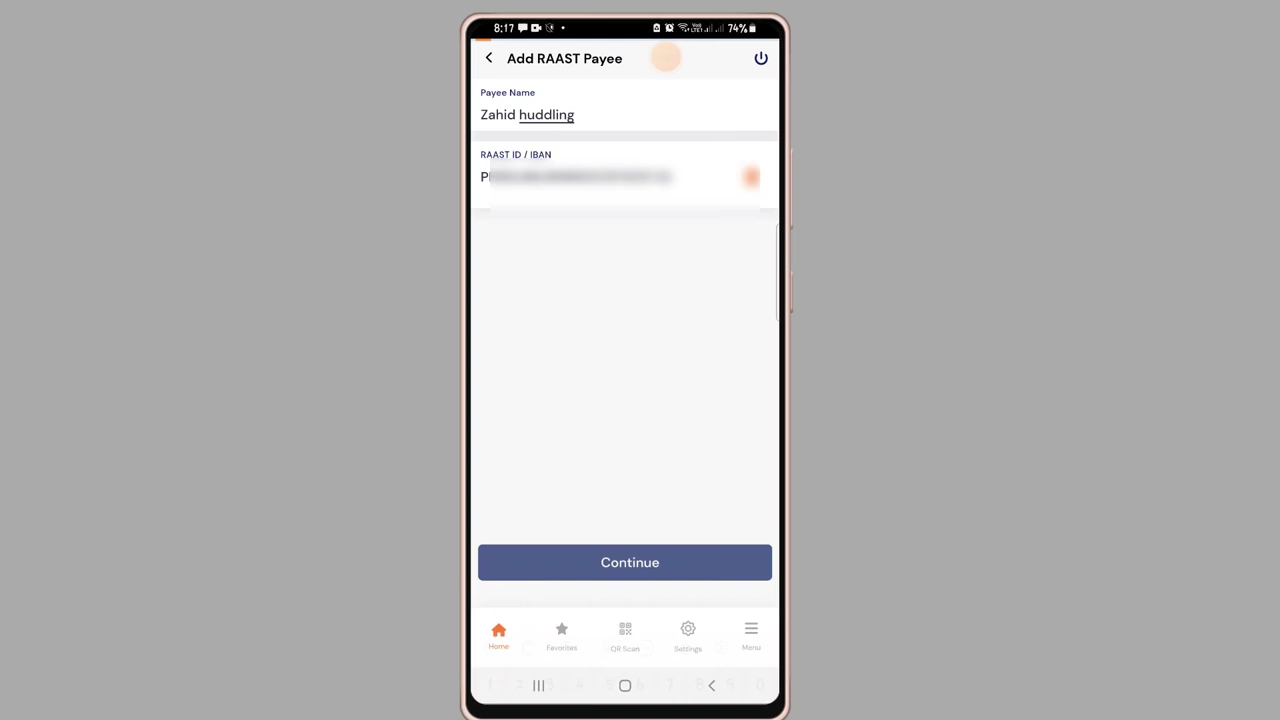 8:17
74%
Add RAAST Payee
Payee Name
Zahid huddling
RAAST ID / IBAN
Continue
Home Favorites QR Scan Settings Menu